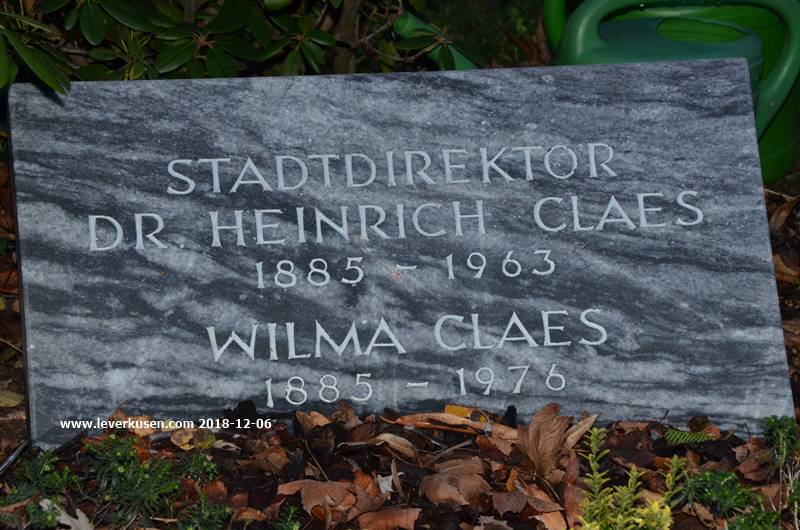 STADTDIREKTOR
DR. HEINRICH CLAES
1885 - 1963
WILMA CLAES
1885 - 1976
www.leverkusen.com 2018-12-06